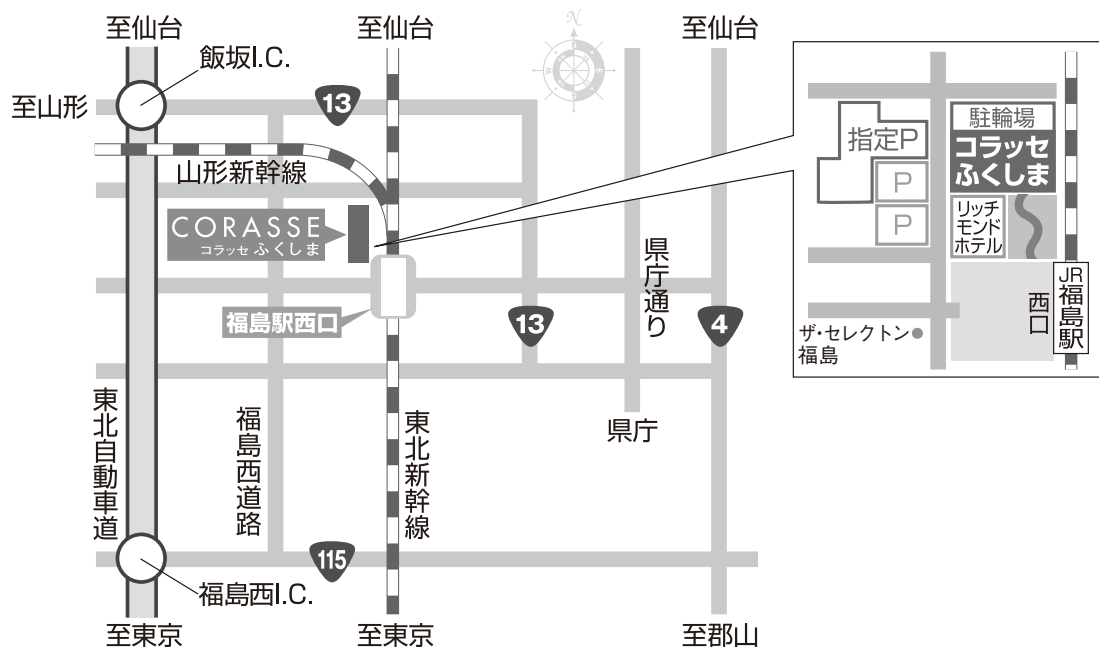 至仙台
至仙台
至仙台
N
飯坂I.C.
至山形
13
山形新幹線
CORASSE
コラッセ ふくしま
福島駅西口
13
県庁通り
4
東北自動車道
福島西道路
東北新幹線
県庁
115
福島西I.C.
至東京
至東京
至郡山
駐輪場
指定P
コラッセ
ふくしま
P
P
リッチ
モンド
ホテル
JR福島駅
西口
ザ・セレクトン
福島